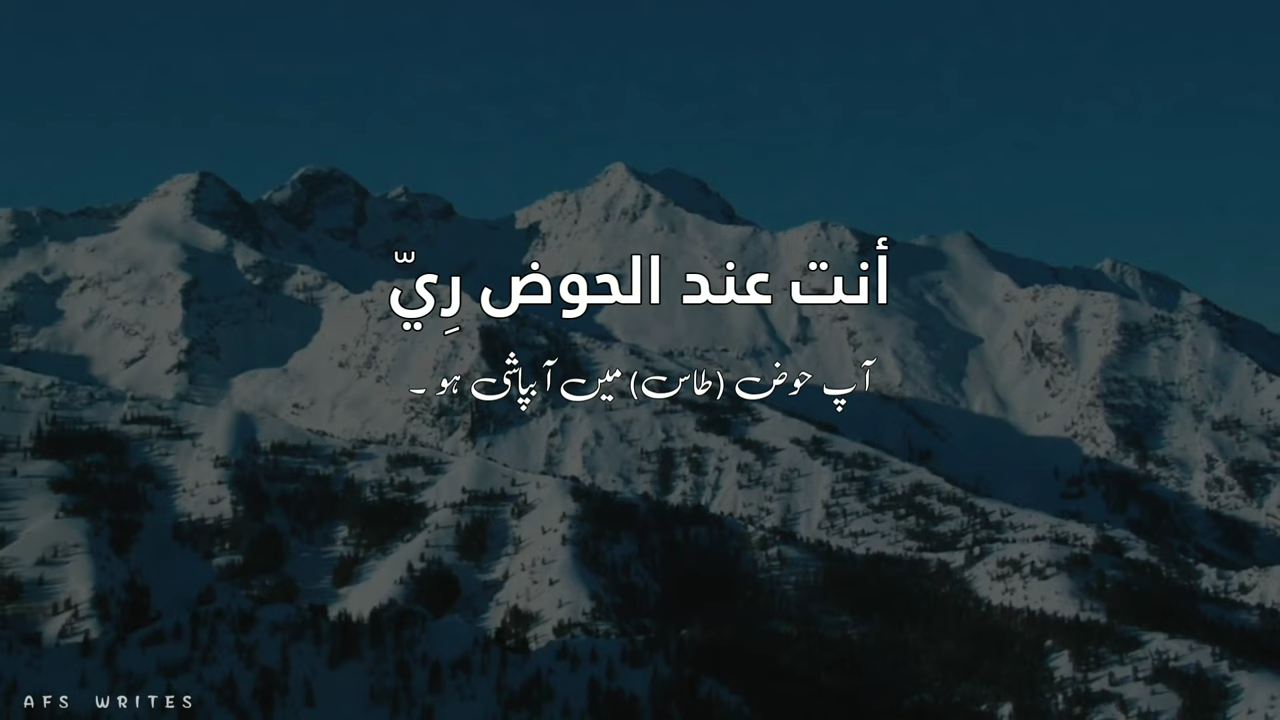 أنت عند الحوض رِيّ
آپ حوض (طاس) میں آبپاشی ہو ۔
AFS WRITES